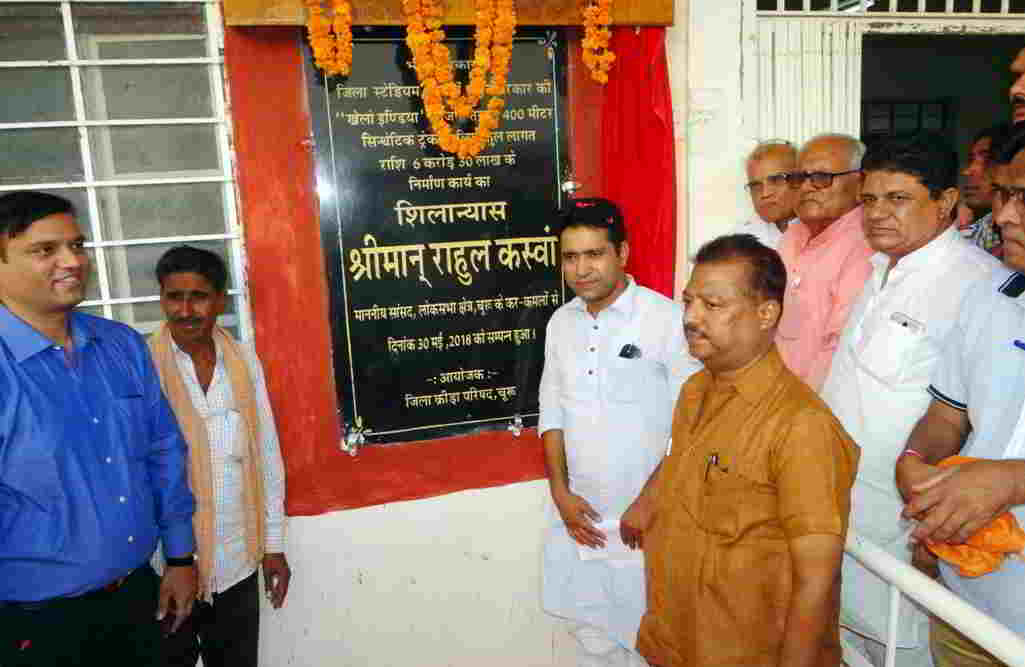 जिला स्टेडियम
"खेलो इण्डिया" 400 मीटर
सिन्थेटिक ट्रेक लागत
राशि 6 करोड़ 30 लाख के
निर्माण कार्य का
शिलान्यास
श्रीमान् राहुल कस्वां
माननीय सांसद, लोकसभा क्षेत्र, चुरू के कर-कमलों से
दिनांक 30 मई ,2018 को सम्पन्न हुआ।
-: आयोजक :-
जिला क्रीड़ा परिषद, चूरू